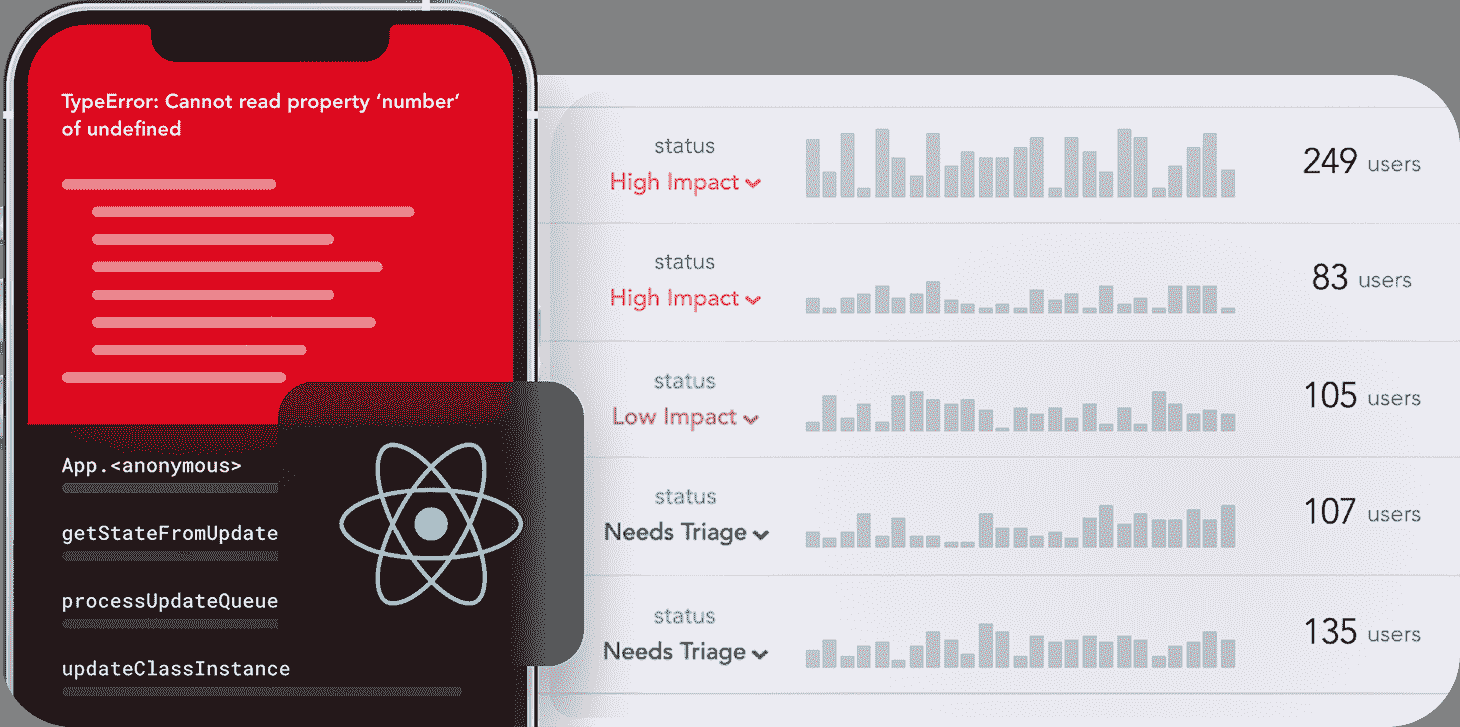 TypeError: Cannot read property ‘number’
of undefined
App.<anonymous>
getStateFromUpdate
processUpdateQueue
updateClassInstance
status
High Impact
249 users
status
High Impact
83 users
status
Low Impact
105 users
status
Needs Triage
107 users
status
Needs Triage
135 users